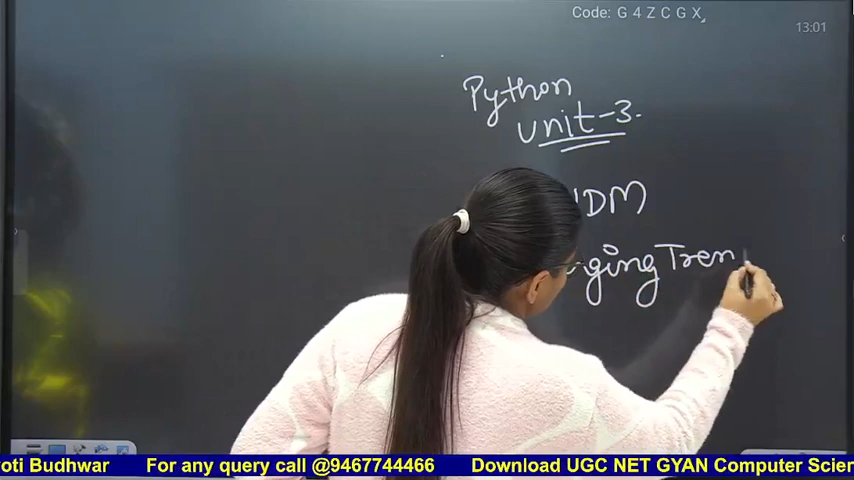 Code: G 4 Z C G X
13:01
Python
Unit-3.
DM
ging Tren
oti Budhwar For any query call @9467744466 Download UGC NET GYAN Computer Scien